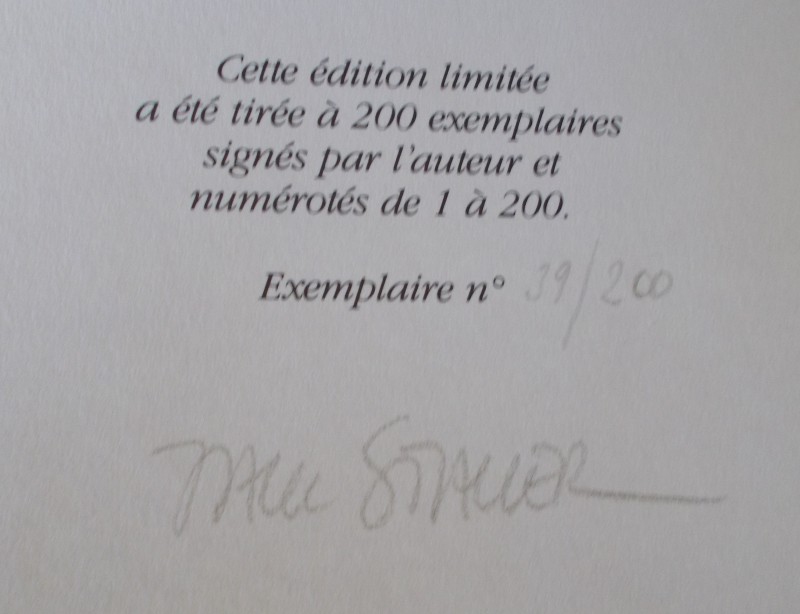 Cette édition limitée
a été tirée à 200 exemplaires
signés par l'auteur et
numérotés de 1 à 200.
Exemplaire n° 39/200